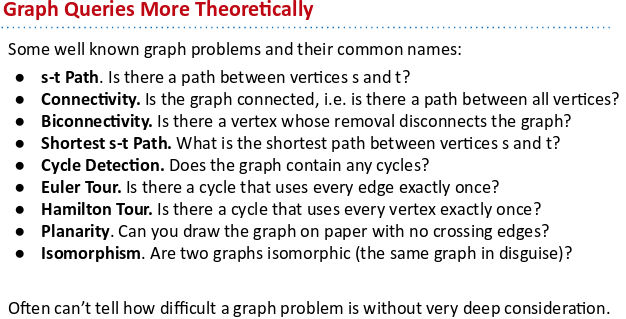 Graph Queries More Theoretically
Some well known graph problems and their common names:
● s-t Path. Is there a path between vertices s and t?
● Connectivity. Is the graph connected, i.e. is there a path between all vertices?
● Biconnectivity. Is there a vertex whose removal disconnects the graph?
● Shortest s-t Path. What is the shortest path between vertices s and t?
● Cycle Detection. Does the graph contain any cycles?
● Euler Tour. Is there a cycle that uses every edge exactly once?
● Hamilton Tour. Is there a cycle that uses every vertex exactly once?
● Planarity. Can you draw the graph on paper with no crossing edges?
● Isomorphism. Are two graphs isomorphic (the same graph in disguise)?
Often can’t tell how difficult a graph problem is without very deep consideration.